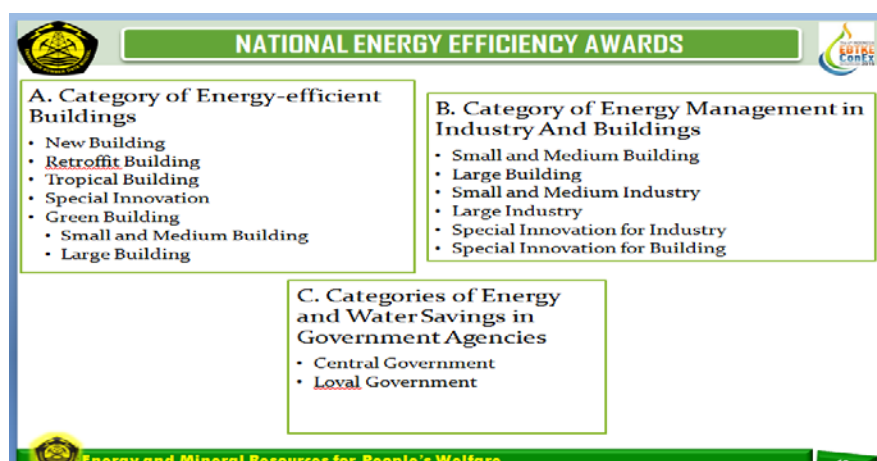 NATIONAL ENERGY EFFICIENCY AWARDS
EBTKE
ConEx
A. Category of Energy-efficient
Buildings
• New Building
• Retroffit Building
• Tropical Building
• Special Innovation
• Green Building
• Small and Medium Building
• Large Building
B. Category of Energy Management in
Industry And Buildings
• Small and Medium Building
• Large Building
• Small and Medium Industry
• Large Industry
• Special Innovation for Industry
• Special Innovation for Building
C. Categories of Energy
and Water Savings in
Government Agencies
• Central Government
• Loval Government
Energy and Mineral Resources for People's Welfare